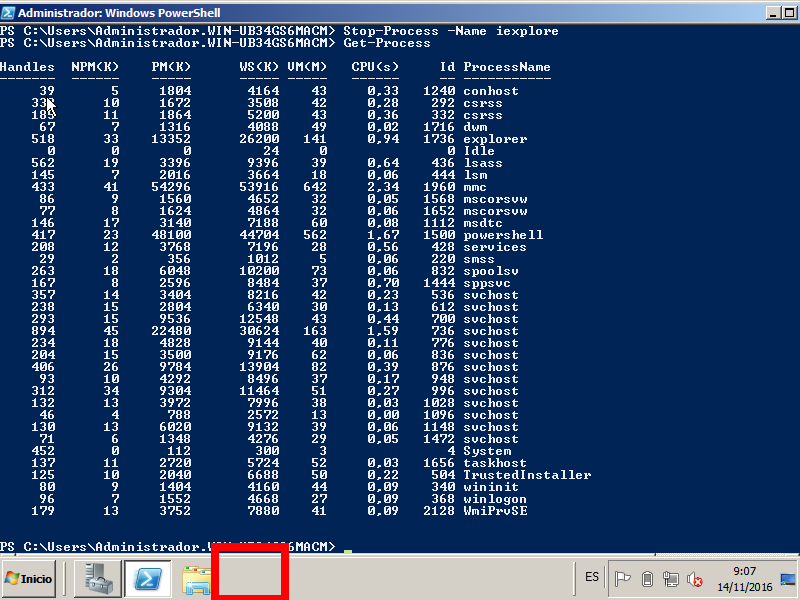 Administrador: Windows PowerShell
PS C:\Users\Administrador.WIN-UB34GS6MACM> Stop-Process -Name iexplore
PS C:\Users\Administrador.WIN-UB34GS6MACM> Get-Process
Handles NPM(K) PM(K) WS(K) VM(M) CPU(s) Id ProcessName
------- ------ ----- ----- ----- ------ -- -----------
39 5 1804 4164 43 0,33 1240 conhost
10 1672 3508 42 0,28 292 csrss
185 11 1864 5200 43 0,36 332 csrss
67 7 1316 4088 49 0,02 1716 dwm
518 33 13352 26200 141 0,94 1736 explorer
0 0 0 24 0 0 Idle
562 19 3396 9396 39 0,64 436 lsass
145 7 2016 3664 18 0,06 444 lsm
433 41 54296 53916 642 2,34 1960 mmc
86 9 1560 4652 32 0,05 1568 mscorsvw
77 8 1624 4864 32 0,06 1652 mscorsvw
146 17 3140 7188 60 0,08 1112 msdtc
417 23 48100 44704 562 1,67 1500 powershell
208 12 3768 7196 28 0,56 428 services
29 2 356 1012 5 0,06 220 smss
263 18 6048 10200 73 0,06 832 spoolsv
167 8 2596 8484 37 0,70 1444 sppsvc
357 14 3404 8216 42 0,23 536 svchost
238 15 2804 6340 30 0,13 612 svchost
293 15 9536 12548 43 0,44 700 svchost
894 45 22480 30624 163 1,59 736 svchost
234 18 4828 9144 40 0,11 776 svchost
204 15 3500 9176 62 0,06 836 svchost
406 26 9784 13904 82 0,39 876 svchost
93 10 4292 8496 37 0,17 948 svchost
312 34 9304 11464 51 0,27 996 svchost
132 13 3972 7996 38 0,03 1028 svchost
46 4 788 2572 13 0,00 1096 svchost
130 13 6020 9132 39 0,06 1148 svchost
71 6 1348 4276 29 0,05 1472 svchost
452 0 112 300 3 4 System
137 11 2720 5724 52 0,03 1656 taskhost
125 10 2040 6688 50 0,22 504 TrustedInstaller
80 9 1404 4160 44 0,09 340 wininit
96 7 1552 4668 27 0,09 368 winlogon
179 13 3752 7880 41 0,09 2128 WmiPrvSE
PS C:\Users\Administrador.WIN-UB34GS6MACM>
Inicio
ES
9:07
14/11/2016